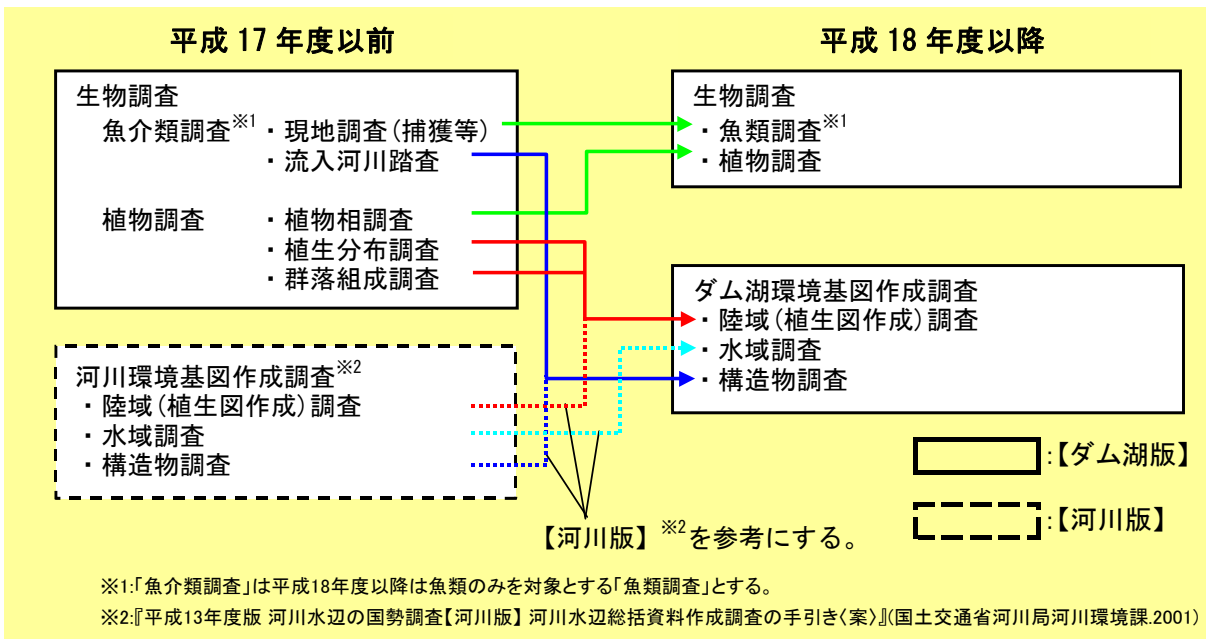 平成 17 年度以前
平成 18 年度以降
生物調査
魚介類調査※1 ・現地調査(捕獲等)
・流入河川踏査
植物調査 ・植物相調査
・植生分布調査
・群落組成調査
河川環境基図作成調査※2
・陸域(植生図作成)調査
・水域調査
・構造物調査
生物調査
・魚類調査※1
・植物調査
ダム湖環境基図作成調査
・陸域(植生図作成)調査
・水域調査
・構造物調査
:【ダム湖版】
:【河川版】
【河川版】※2を参考にする。
※1:「魚介類調査」は平成18年度以降は魚類のみを対象とする「魚類調査」とする。
※2:『平成13年度版 河川水辺の国勢調査【河川版】 河川水辺総括資料作成調査の手引き〈案〉』(国土交通省河川局河川環境課.2001)